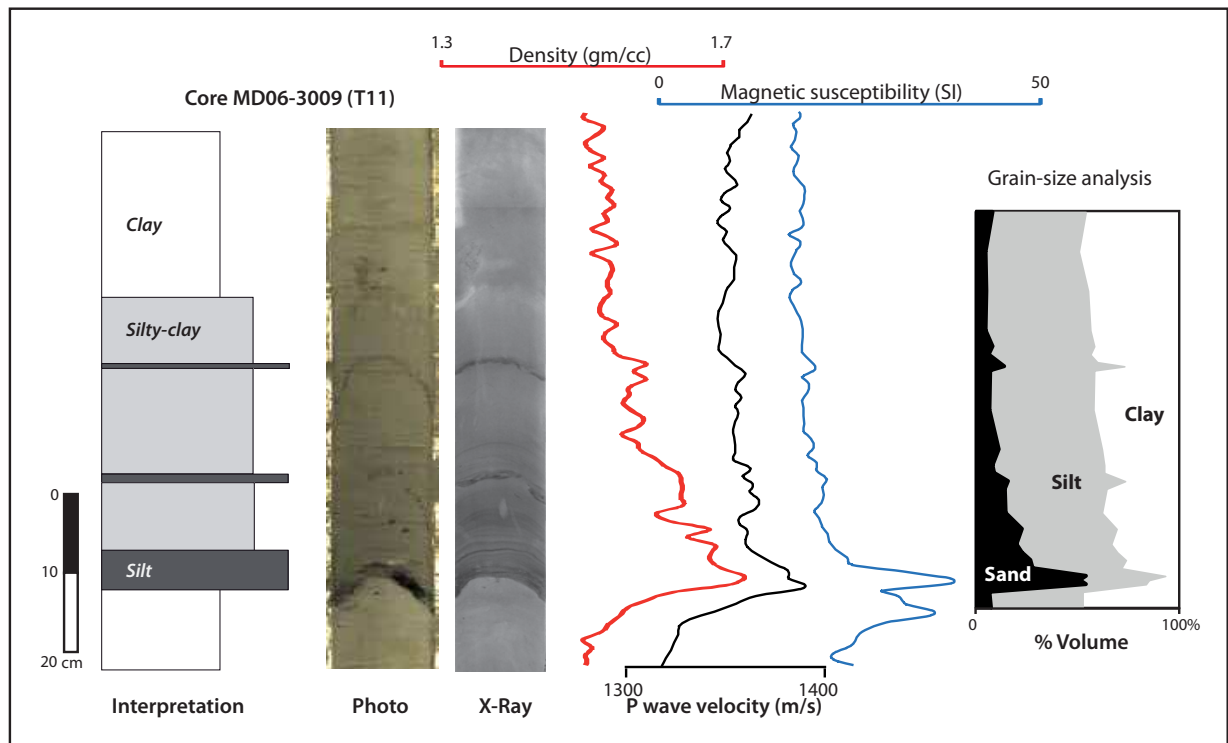 1.3 1.7
Density (gm/cc)
0 50
Magnetic susceptibility (SI)
Core MD06-3009 (T11)
Grain-size analysis
Clay
Silty-clay
Clay
Silt
0
Silt
10
Sand
20 cm
0 100%
% Volume
1300 1400
P wave velocity (m/s)
Interpretation
Photo
X-Ray